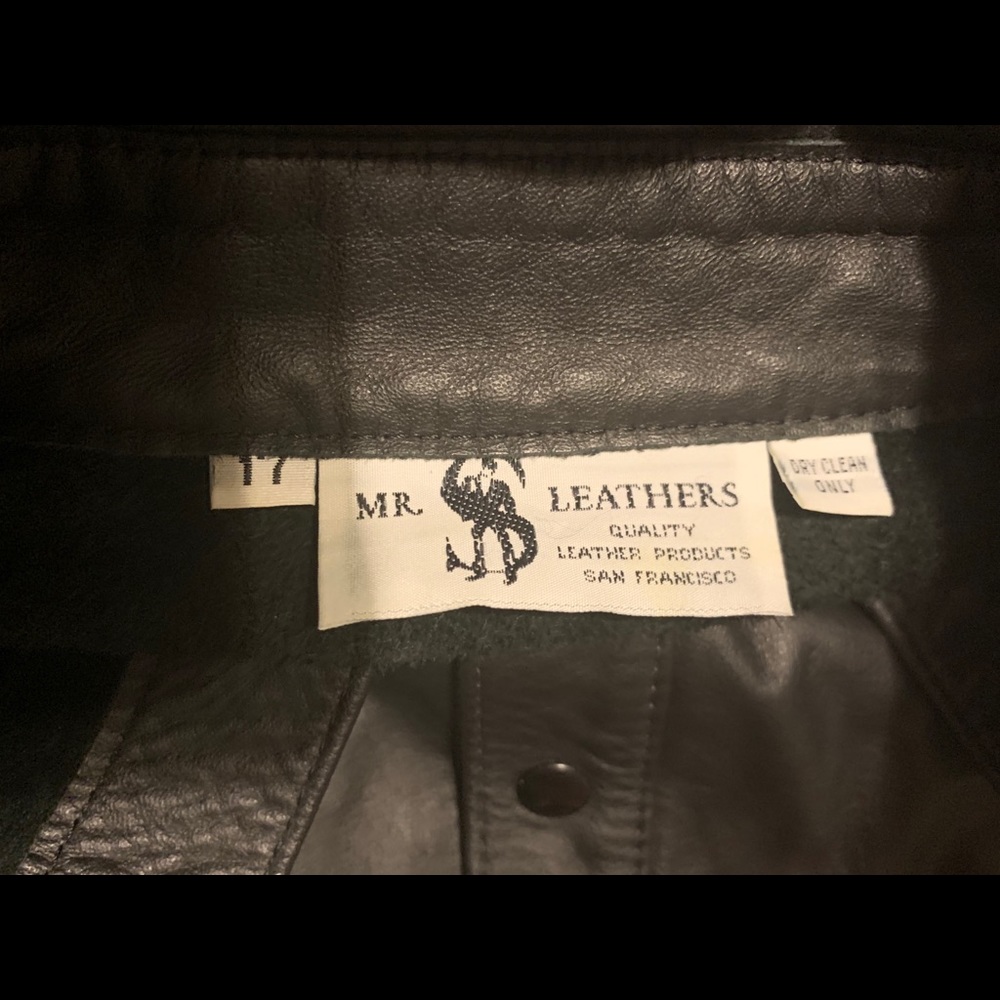 17
MR. S LEATHERS
QUALITY
LEATHER PRODUCTS
SAN FRANCISCO
DRY CLEAN
ONLY